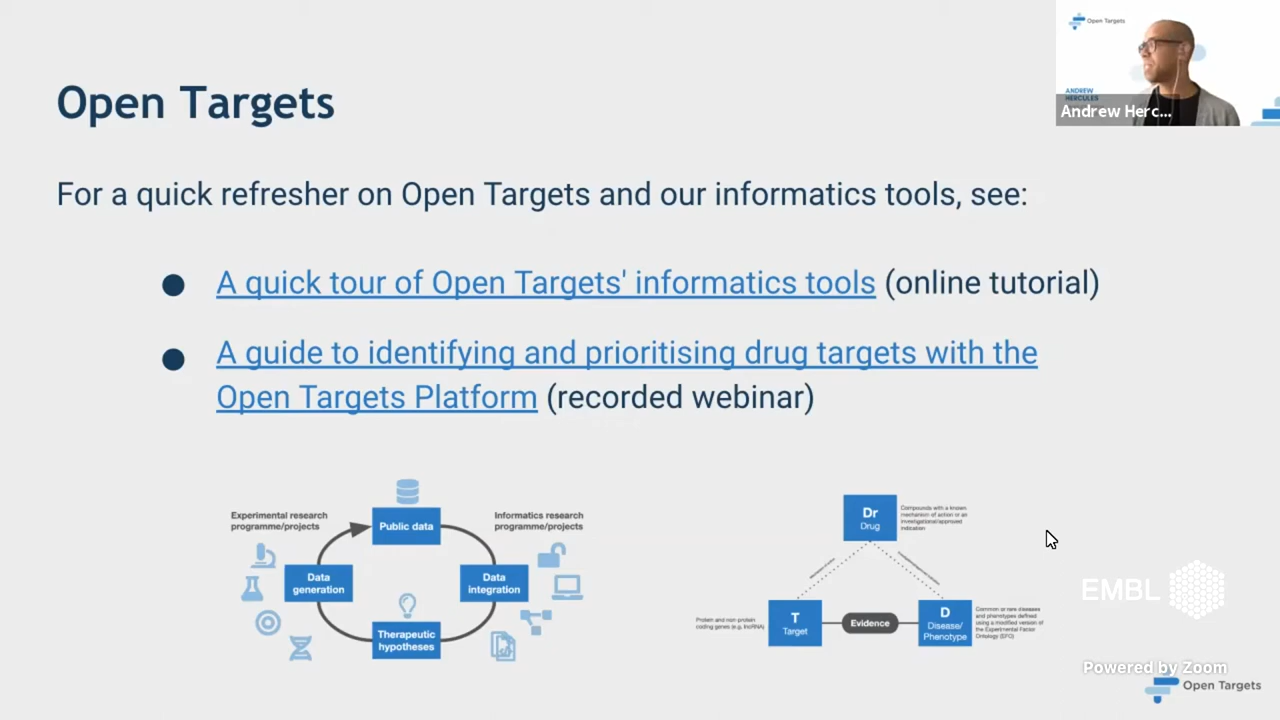 Open Targets
Open Targets
ANDREW
HERCULES
Andrew Herc...
For a quick refresher on Open Targets and our informatics tools, see:
● A quick tour of Open Targets' informatics tools (online tutorial)
● A guide to identifying and prioritising drug targets with the
Open Targets Platform (recorded webinar)
Experimental research
programme/projects
Public data
Informatics research
programme/projects
Data
generation
Data
integration
Therapeutic
hypotheses
Dr
Drug
Compounds with a known
mechanism of action or an
investigational/approved
indication
Protein and non-protein
coding genes (e.g. lncRNA)
T
Target
Evidence
D
Disease/
Phenotype
Common or rare diseases
and phenotypes defined
using a modified version of
the Experimental Factor
Ontology (EFO)
EMBL
Powered by Zoom
Open Targets